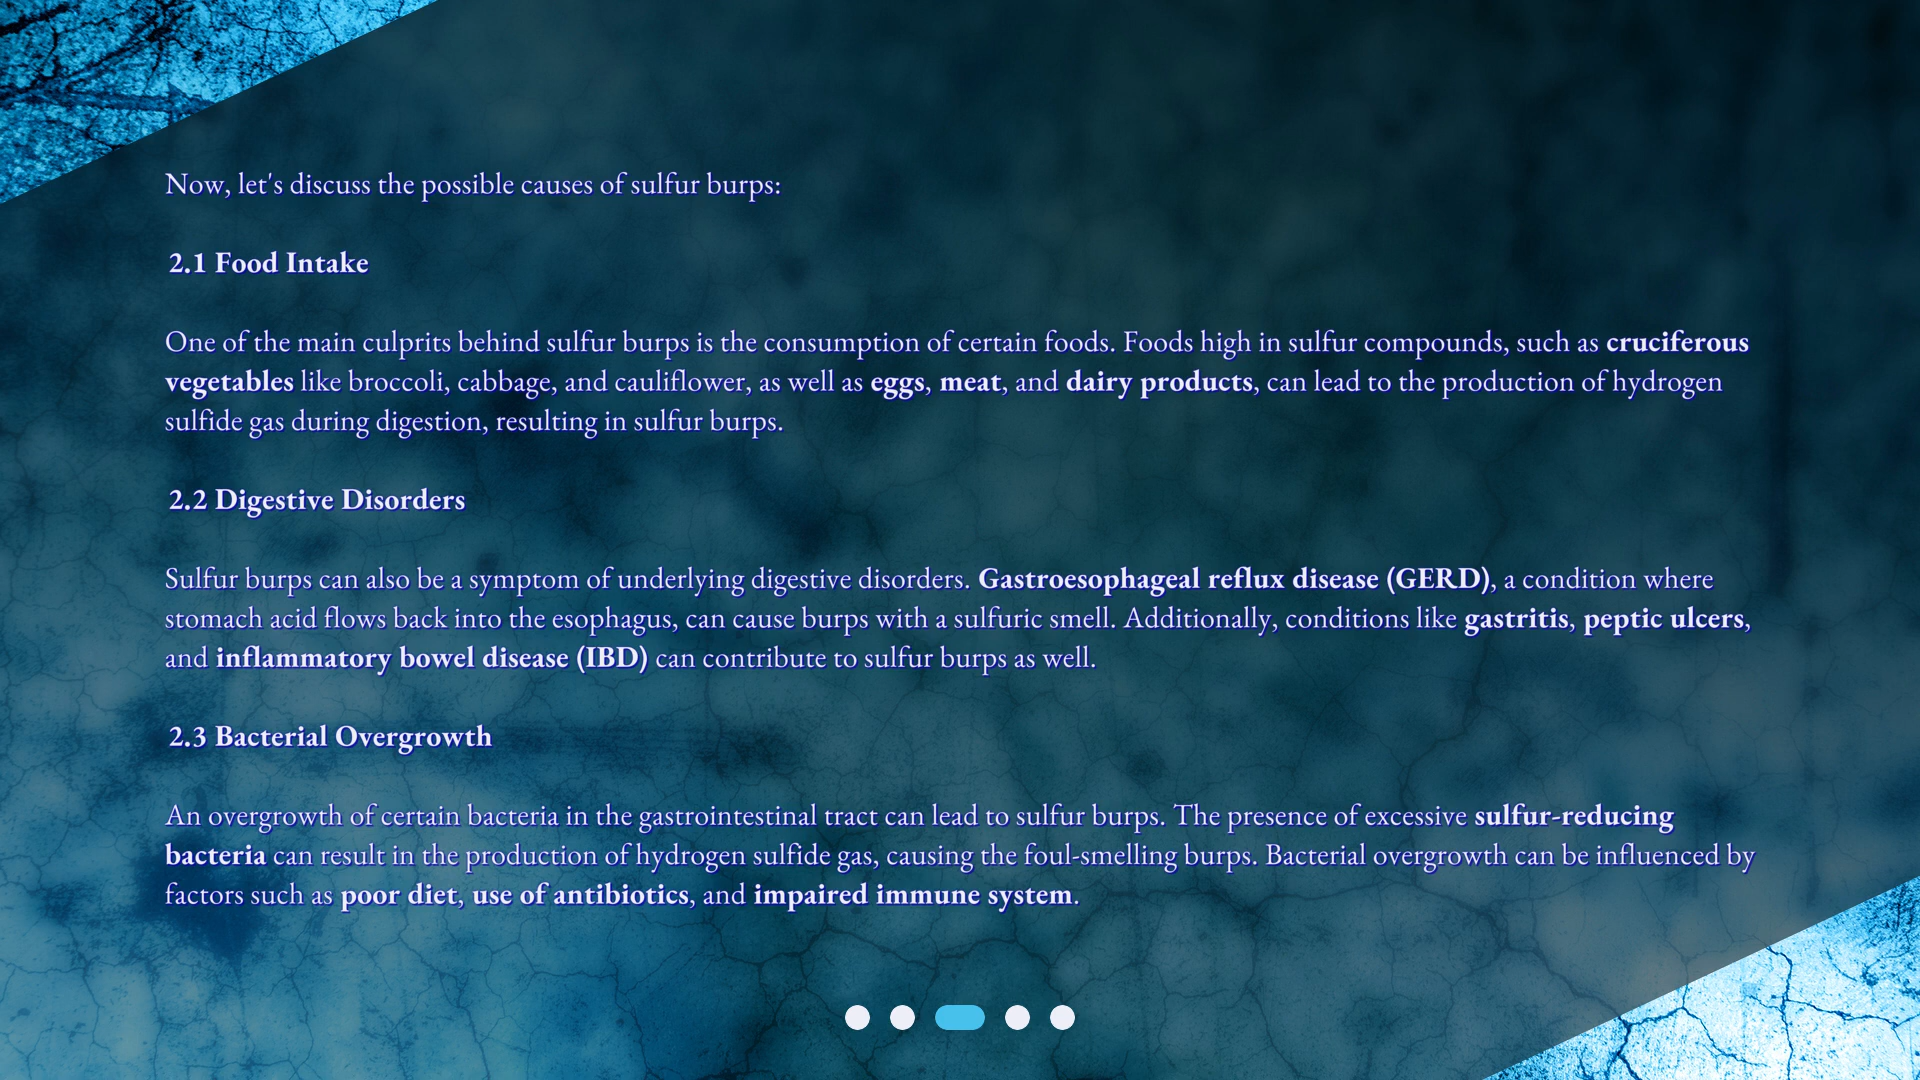 Now, let's discuss the possible causes of sulfur burps:
2.1 Food Intake
One of the main culprits behind sulfur burps is the consumption of certain foods. Foods high in sulfur compounds, such as cruciferous
vegetables like broccoli, cabbage, and cauliflower, as well as eggs, meat, and dairy products, can lead to the production of hydrogen
sulfide gas during digestion, resulting in sulfur burps.
2.2 Digestive Disorders
Sulfur burps can also be a symptom of underlying digestive disorders. Gastroesophageal reflux disease (GERD), a condition where
stomach acid flows back into the esophagus, can cause burps with a sulfuric smell. Additionally, conditions like gastritis, peptic ulcers,
and inflammatory bowel disease (IBD) can contribute to sulfur burps as well.
2.3 Bacterial Overgrowth
An overgrowth of certain bacteria in the gastrointestinal tract can lead to sulfur burps. The presence of excessive sulfur-reducing
bacteria can result in the production of hydrogen sulfide gas, causing the foul-smelling burps. Bacterial overgrowth can be influenced by
factors such as poor diet, use of antibiotics, and impaired immune system.